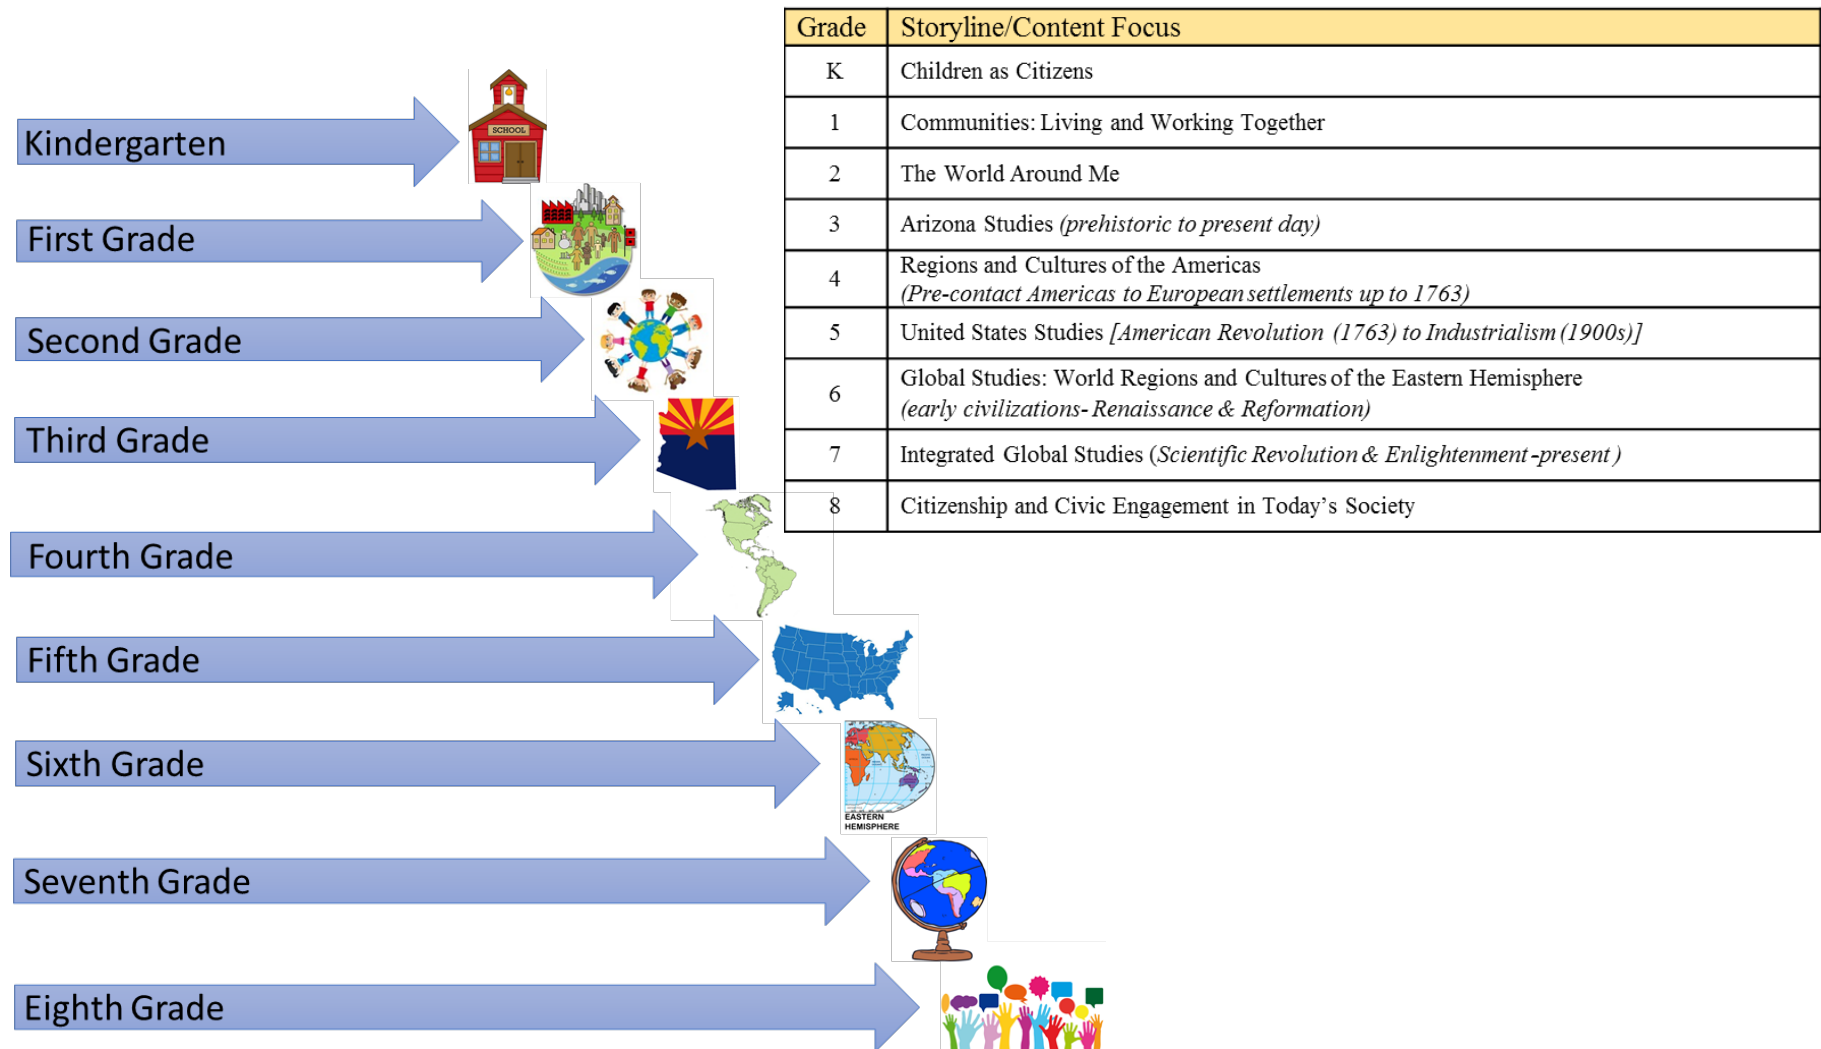 Grade Storyline/Content Focus
K Children as Citizens
1 Communities: Living and Working Together
2 The World Around Me
3 Arizona Studies (prehistoric to present day)
4 Regions and Cultures of the Americas
(Pre-contact Americas to European settlements up to 1763)
5 United States Studies [American Revolution (1763) to Industrialism (1900s)]
6 Global Studies: World Regions and Cultures of the Eastern Hemisphere
(early civilizations- Renaissance & Reformation)
7 Integrated Global Studies (Scientific Revolution & Enlightenment-present)
8 Citizenship and Civic Engagement in Today’s Society
Kindergarten
SCHOOL
First Grade
Second Grade
Third Grade
Fourth Grade
Fifth Grade
Sixth Grade
EASTERN
HEMISPHERE
Seventh Grade
Eighth Grade